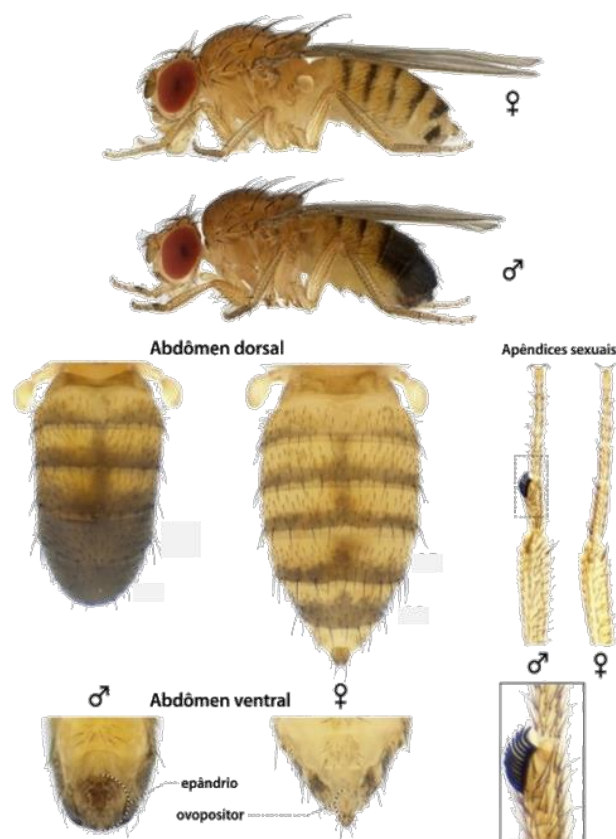 ♀
♂
Abdômen dorsal
Apêndices sexuais
♂ ♀
♂ Abdômen ventral ♀
epândrio
ovopositor